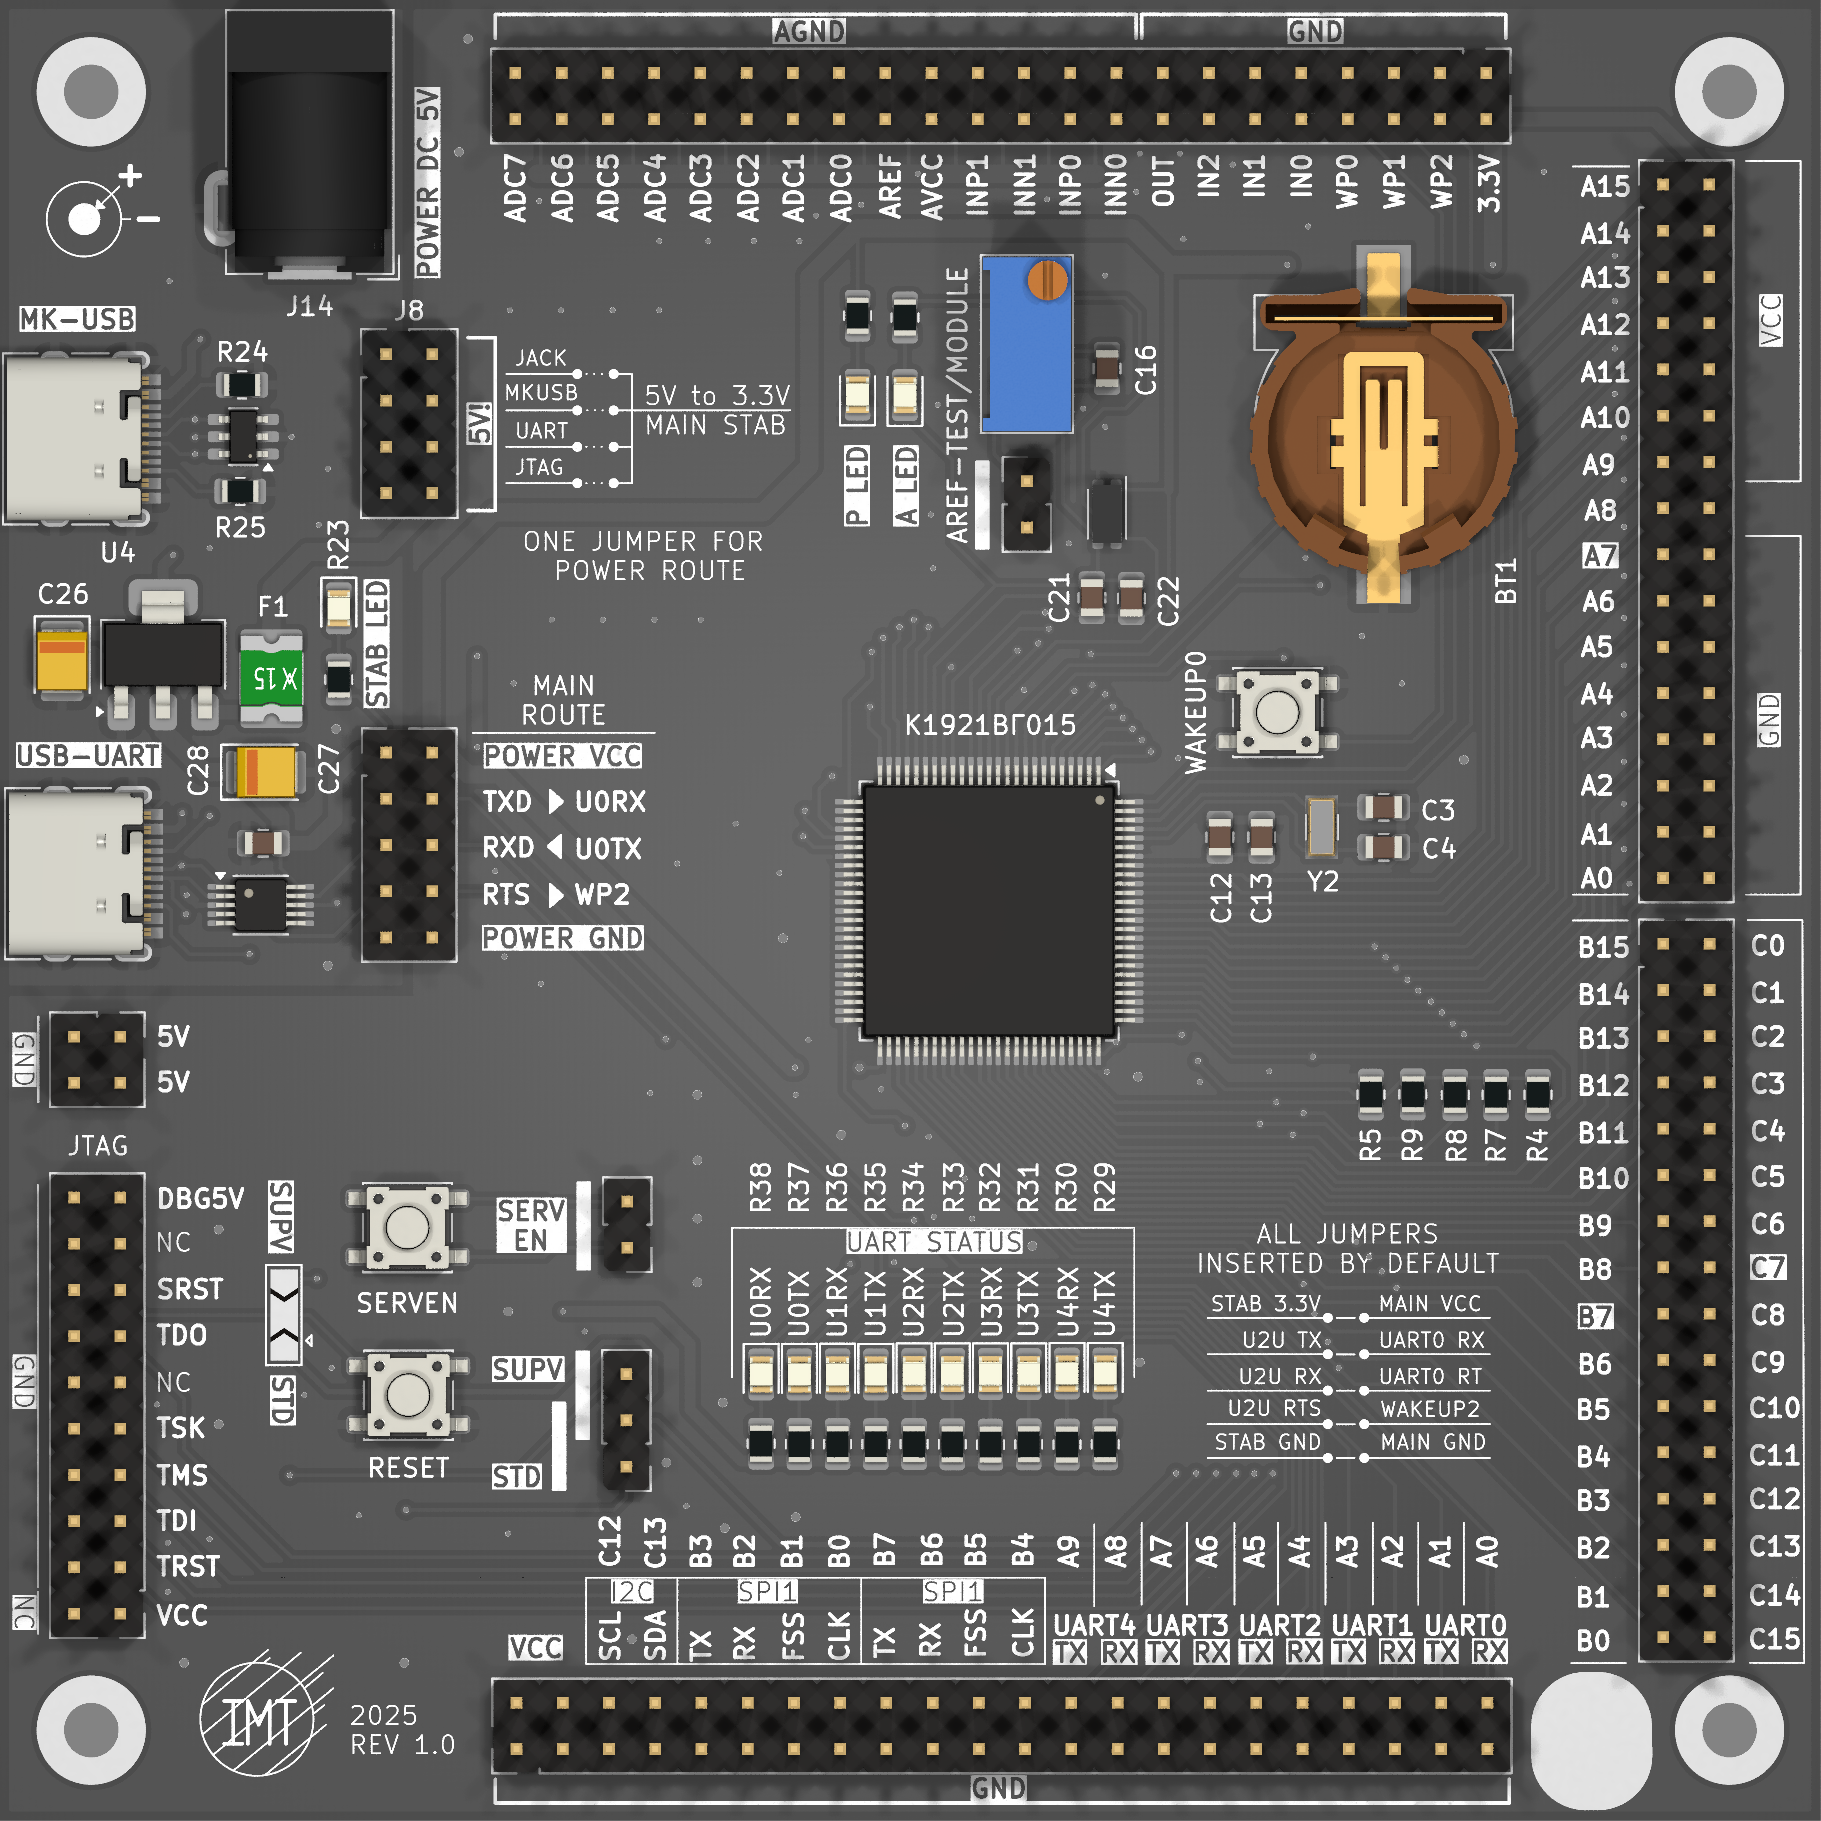 AGND
GND
ADC7
ADC6
ADC5
ADC4
ADC3
ADC2
ADC1
ADC0
AREF
AVCC
INP1
INN1
INP0
INN0
OUT
IN2
IN1
IN0
WP0
WP1
WP2
3.3V
POWER DC 5V
+
-
J14
MK-USB
R24
R25
U4
J8
5V!
JACK
MKUSB
UART
JTAG
5V to 3.3V
MAIN STAB
ONE JUMPER FOR
POWER ROUTE
P LED
A LED
AREF-TEST/MODULE
C16
C21
C22
BT1
C26
F1
15
R23
STAB LED
USB-UART
C28
C27
MAIN
ROUTE
POWER VCC
TXD ▶ U0RX
RXD ◀ U0TX
RTS ▶ WP2
POWER GND
К1921ВГ015
WAKEUP0
C12
C13
Y2
C3
C4
A15
A14
A13
A12
A11
A10
A9
A8
A7
A6
A5
A4
A3
A2
A1
A0
VCC
GND
B15 C0
B14 C1
B13 C2
B12 C3
B11 C4
B10 C5
B9 C6
B8 C7
B7 C8
B6 C9
B5 C10
B4 C11
B3 C12
B2 C13
B1 C14
B0 C15
R5
R9
R8
R7
R4
GND
5V
5V
JTAG
DBG5V
NC
SRST
TDO
NC
TSK
TMS
TDI
TRST
VCC
GND
NC
SUPV
STD
SERVEN
RESET
SERV
EN
SUPV
STD
R38
R37
R36
R35
R34
R33
R32
R31
R30
R29
UART STATUS
U0RX
U0TX
U1RX
U1TX
U2RX
U2TX
U3RX
U3TX
U4RX
U4TX
ALL JUMPERS
INSERTED BY DEFAULT
STAB 3.3V MAIN VCC
U2U TX UART0 RX
U2U RX UART0 RT
U2U RTS WAKEUP2
STAB GND MAIN GND
C12
C13
B3
B2
B1
B0
B7
B6
B5
B4
A9
A8
A7
A6
A5
A4
A3
A2
A1
A0
I2C
SPI1
SPI1
VCC
SCL
SDA
TX
RX
FSS
CLK
TX
RX
FSS
CLK
UART4 UART3 UART2 UART1 UART0
TX RX TX RX TX RX TX RX TX RX
GND
IMT
2025
REV 1.0